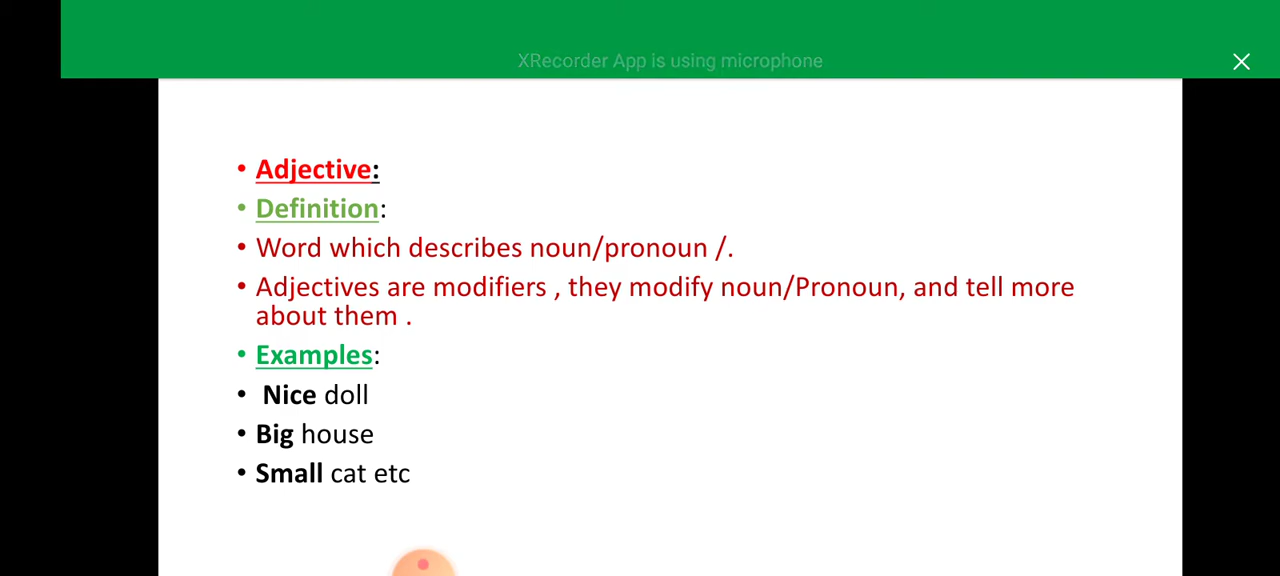 XRecorder App is using microphone
• Adjective:
• Definition:
• Word which describes noun/pronoun /.
• Adjectives are modifiers , they modify noun/Pronoun, and tell more
about them .
• Examples:
• Nice doll
• Big house
• Small cat etc